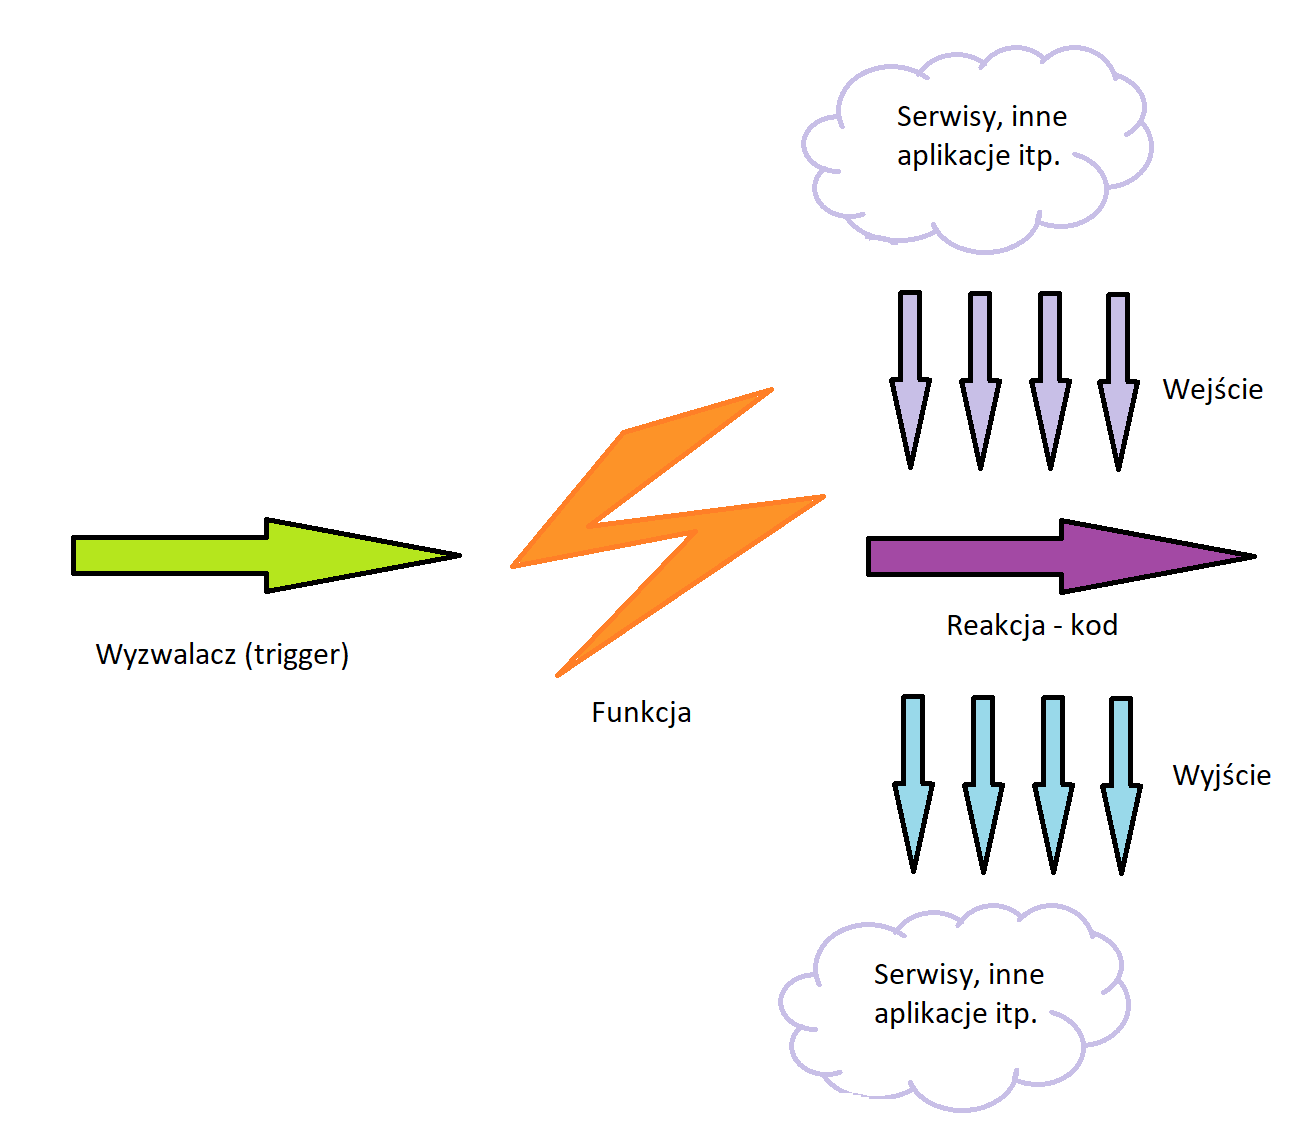 Serwisy, inne
aplikacje itp.
Wejście
Wyzwalacz (trigger)
Funkcja
Reakcja - kod
Wyjście
Serwisy, inne
aplikacje itp.